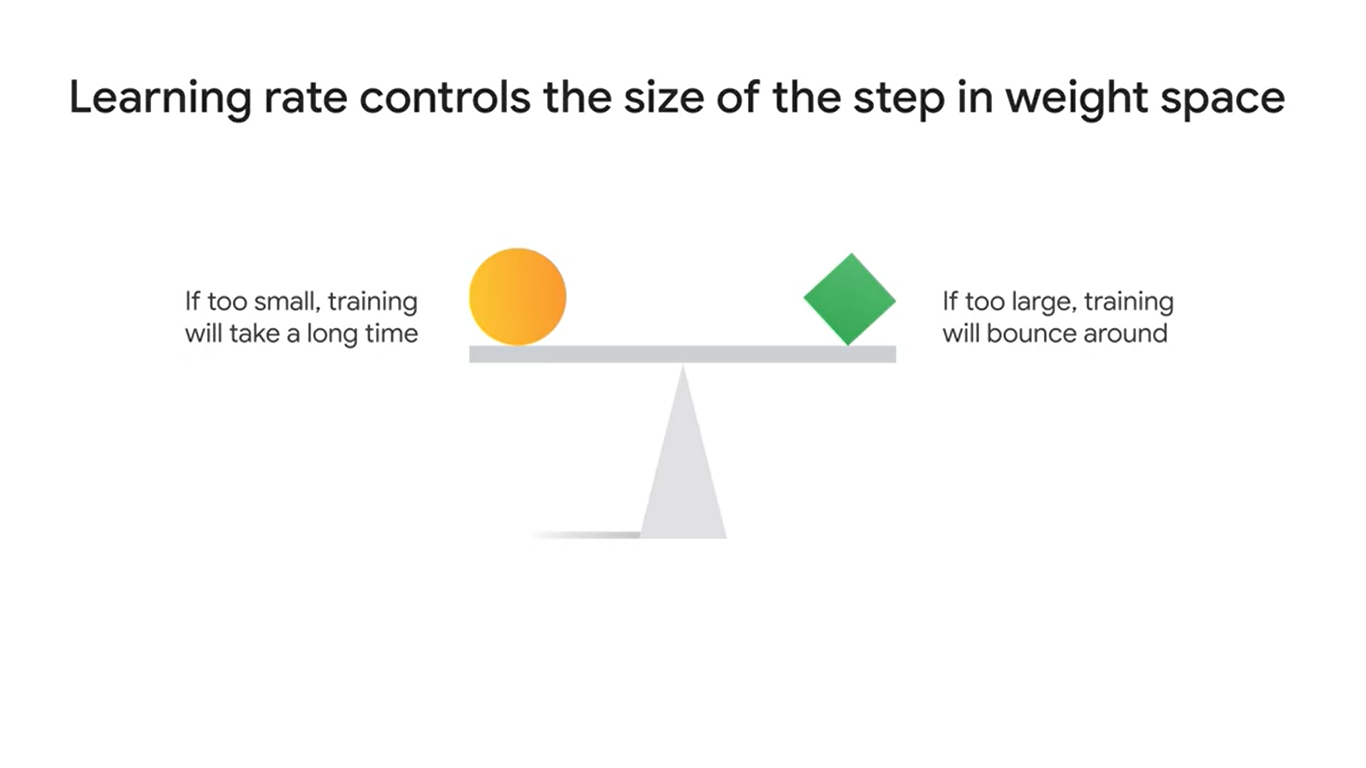 Learning rate controls the size of the step in weight space
If too small, training
will take a long time
If too large, training
will bounce around